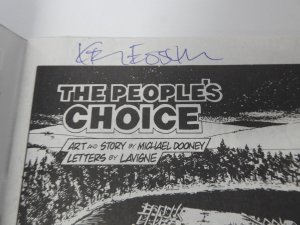 THE PEOPLE'S
CHOICE
ART AND STORY BY MICHAEL DOONEY
LETTERS BY LAVIGNE